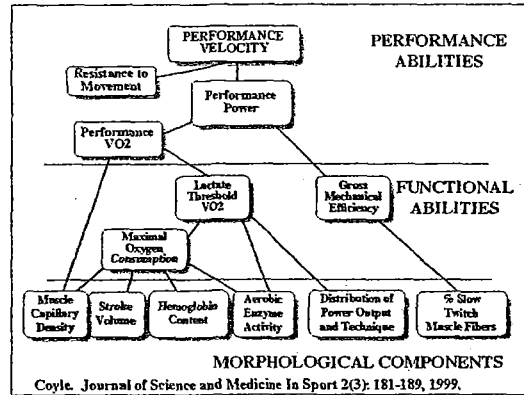 PERFORMANCE
VELOCITY
PERFORMANCE
ABILITIES
Resistance to
Movement
Performance
Power
Performance
VO2
Lactate
Threshold
VO2
Gross
Mechanical
Efficiency
FUNCTIONAL
ABILITIES
Maximal
Oxygen
Consumption
Muscle
Capillary
Density
Stroke
Volume
Hemoglobin
Content
Aerobic
Enzyme
Activity
Distribution of
Power Output
and Technique
% Slow
Twitch
Muscle Fibers
MORPHOLOGICAL COMPONENTS
Coyle. Journal of Science and Medicine In Sport 2(3): 181-189, 1999.